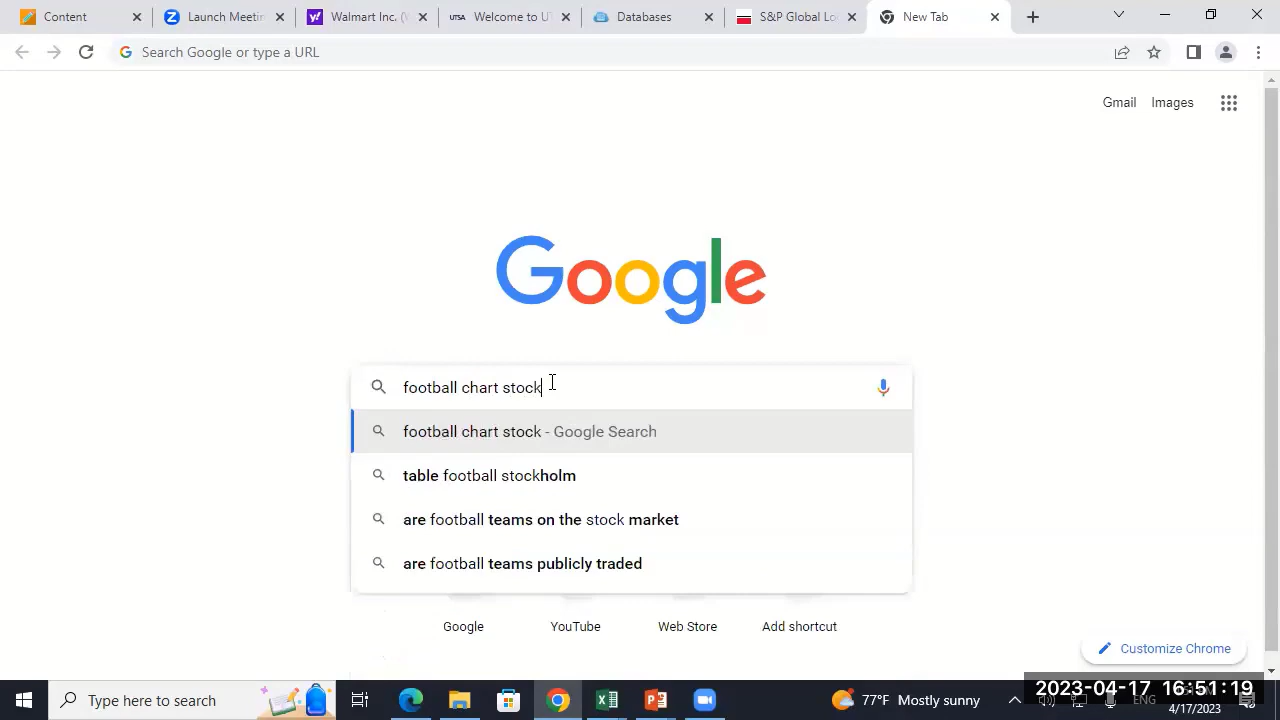 Content
Launch Meetin
Walmart Inc. (W
UTSA Welcome to U
Databases
S&P Global Lo
New Tab
Search Google or type a URL
Gmail Images
Google
football chart stock
football chart stock - Google Search
table football stockholm
are football teams on the stock market
are football teams publicly traded
Google YouTube Web Store Add shortcut
Customize Chrome
Type here to search
77°F Mostly sunny
ENG
2023-04-17 16:51:19
4/17/2023